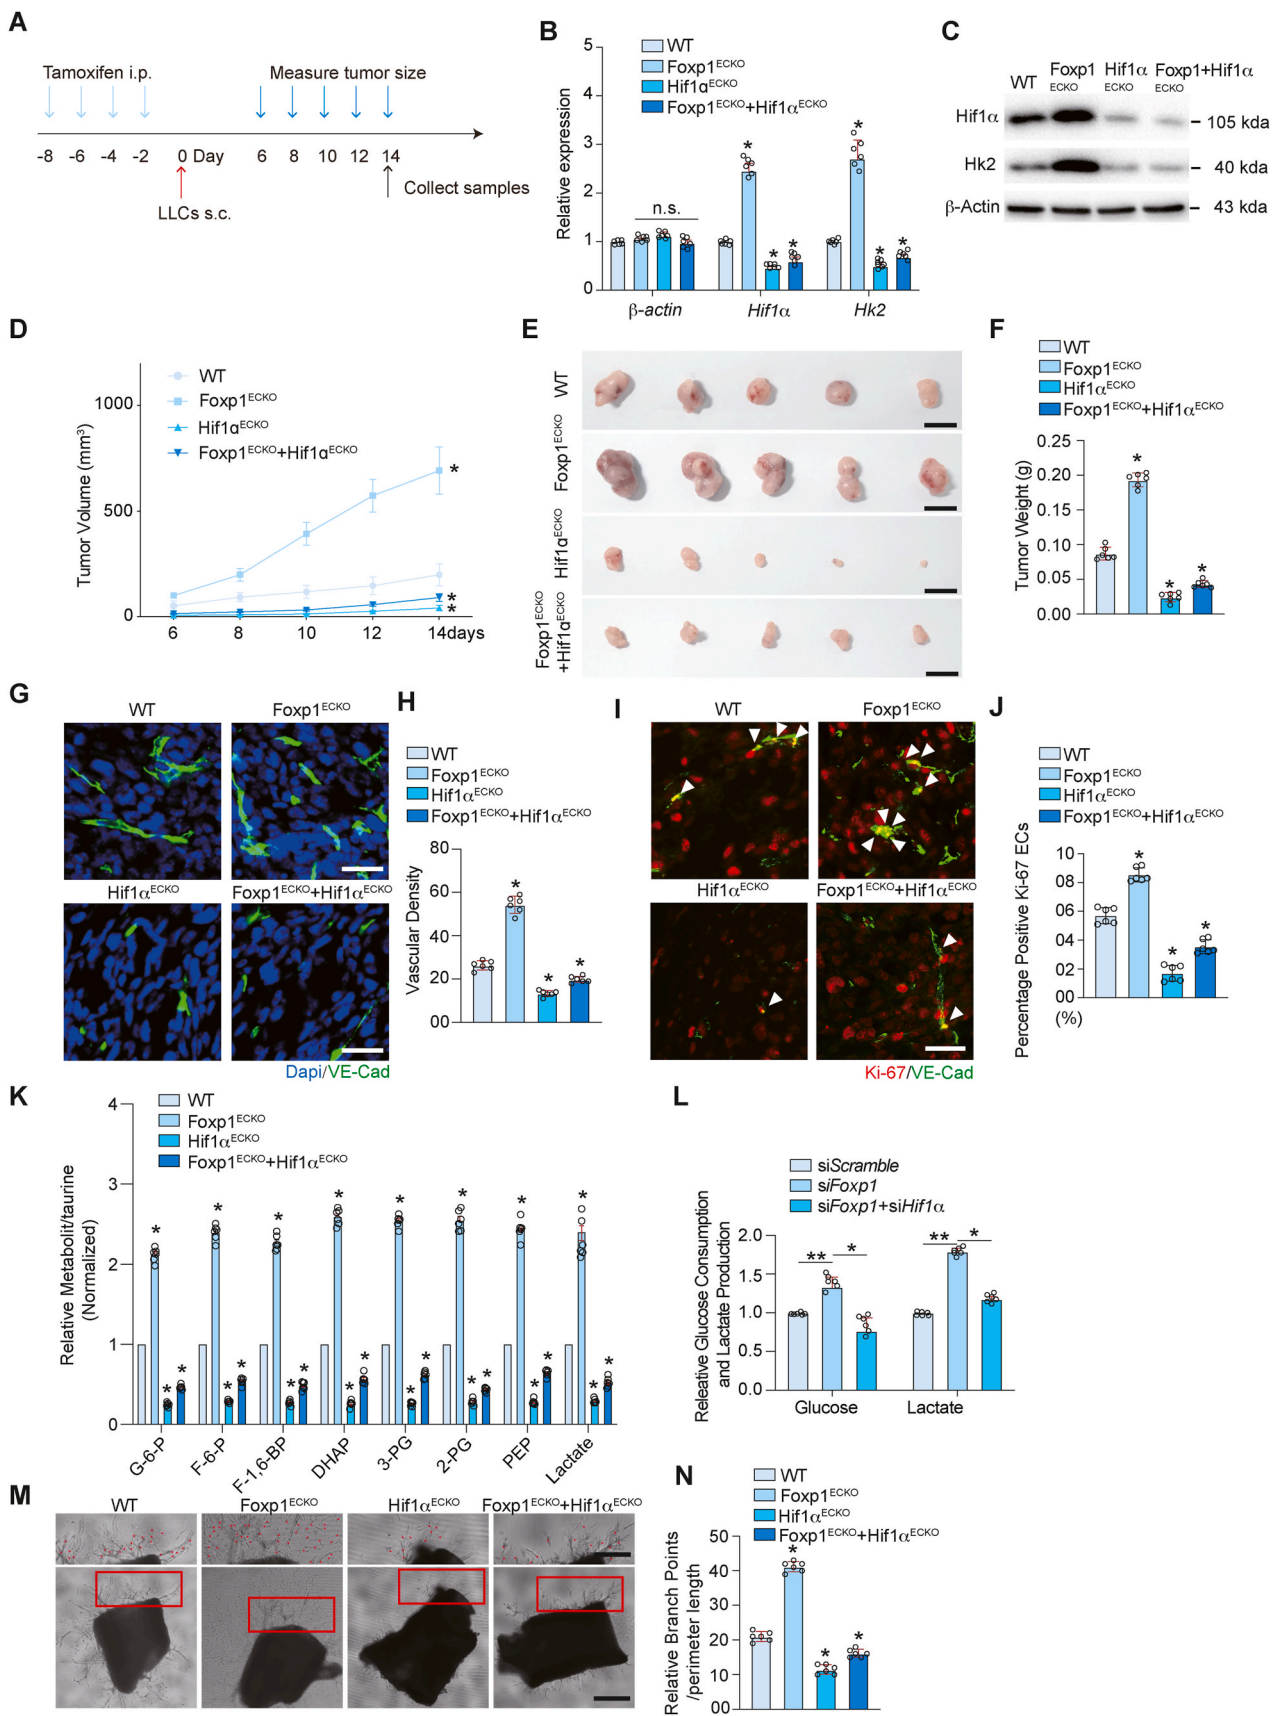 A
Tamoxifen i.p.
Measure tumor size
-8 -6 -4 -2 0 Day 6 8 10 12 14
LLCs s.c.
Collect samples
B
WT
Foxp1ECKO
Hif1αECKO
Foxp1ECKO+Hif1αECKO
Relative expression
5
4
3
2
1
0
n.s.
* * * * * *
β-actin Hif1α Hk2
C
WT Foxp1 ECKO Hif1α ECKO Foxp1+Hif1α ECKO
Hif1α 105 kda
Hk2 40 kda
β-Actin 43 kda
D
WT
Foxp1ECKO
Hif1αECKO
Foxp1ECKO+Hif1αECKO
Tumor Volume (mm3)
1000
500
0
* * *
6 8 10 12 14days
E
WT
Foxp1ECKO
Hif1αECKO
Foxp1ECKO
+Hif1αECKO
F
WT
Foxp1ECKO
Hif1αECKO
Foxp1ECKO+Hif1αECKO
Tumor Weight (g)
0.25
0.20
0.15
0.10
0.05
0.00
* * *
G
WT Foxp1ECKO
Hif1αECKO Foxp1ECKO+Hif1αECKO
Dapi/VE-Cad
H
WT
Foxp1ECKO
Hif1αECKO
Foxp1ECKO+Hif1αECKO
Vascular Density
80
60
40
20
00
* * *
I
WT Foxp1ECKO
Hif1αECKO Foxp1ECKO+Hif1αECKO
Ki-67/VE-Cad
J
WT
Foxp1ECKO
Hif1αECKO
Foxp1ECKO+Hif1αECKO
Percentage Positive Ki-67 ECs
(%)
10
08
06
04
02
00
* * *
K
WT
Foxp1ECKO
Hif1αECKO
Foxp1ECKO+Hif1αECKO
Relative Metabolit/taurine
(Normalized)
4
3
2
1
0
* * * * * * * *
* * * * * * * * * * * * * * * *
G-6-P F-6-P F-1,6-BP DHAP 3-PG 2-PG PEP Lactate
L
siScramble
siFoxp1
siFoxp1+siHif1α
Releative Glucose Consumption
and Lactate Production
2.0
1.5
1.0
0.5
0.0
** * ** *
Glucose Lactate
M
WT Foxp1ECKO Hif1αECKO Foxp1ECKO+Hif1αECKO
N
WT
Foxp1ECKO
Hif1αECKO
Foxp1ECKO+Hif1αECKO
Relative Branch Points
/perimeter length
50
40
30
20
10
00
* * *